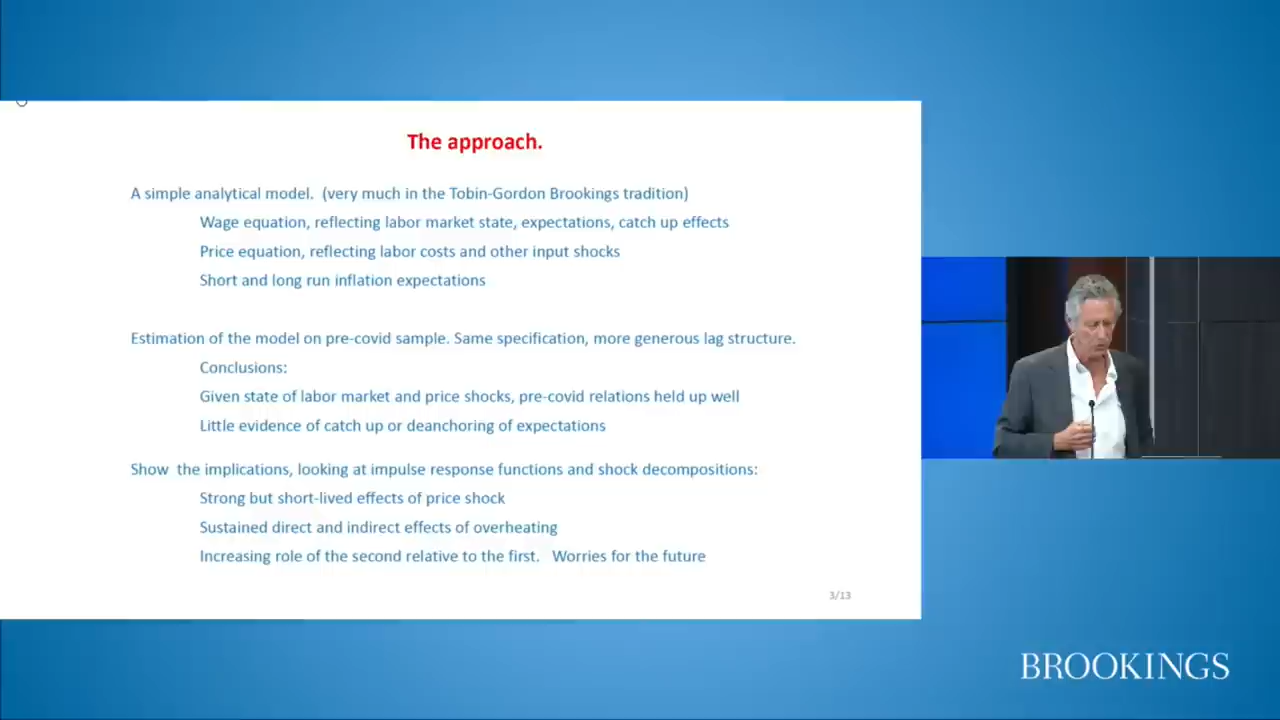 The approach.
A simple analytical model. (very much in the Tobin-Gordon Brookings tradition)
Wage equation, reflecting labor market state, expectations, catch up effects
Price equation, reflecting labor costs and other input shocks
Short and long run inflation expectations
Estimation of the model on pre-covid sample. Same specification, more generous lag structure.
Conclusions:
Given state of labor market and price shocks, pre-covid relations held up well
Little evidence of catch up or deanchoring of expectations
Show the implications, looking at impulse response functions and shock decompositions:
Strong but short-lived effects of price shock
Sustained direct and indirect effects of overheating
Increasing role of the second relative to the first. Worries for the future
3/13
BROOKINGS